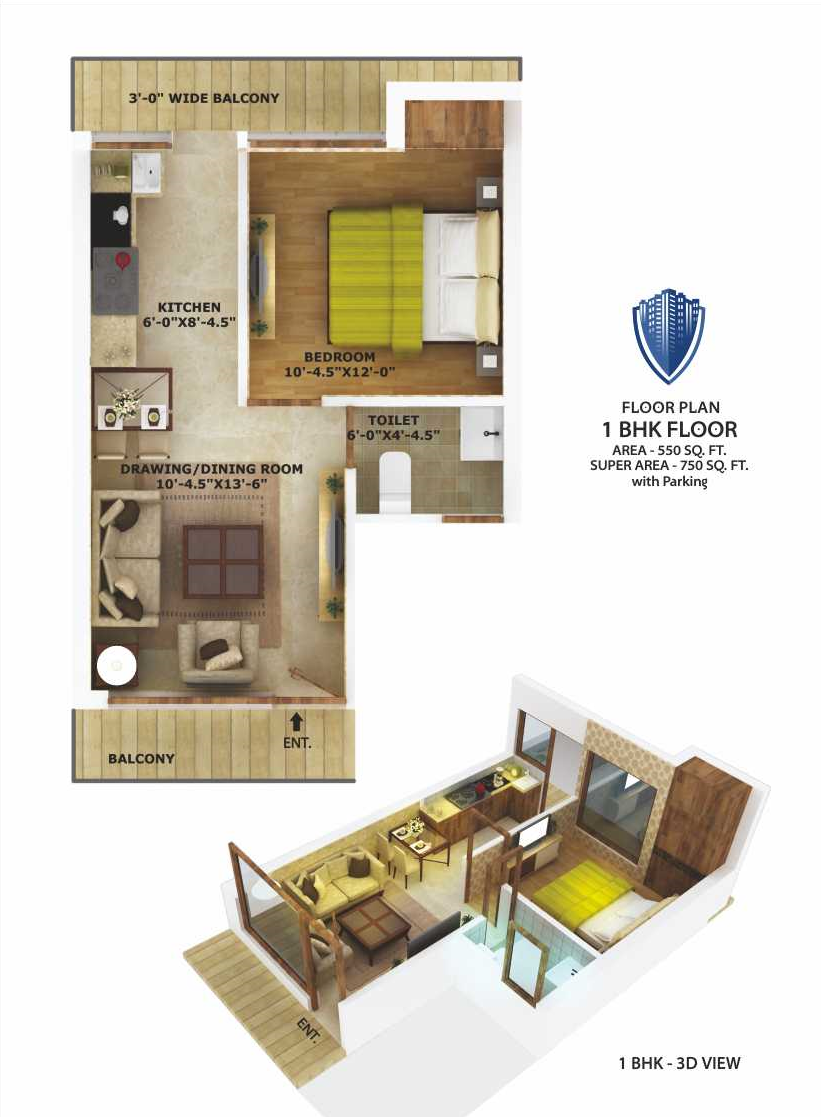 3'-0" WIDE BALCONY
KITCHEN
6'-0"X8'-4.5"
BEDROOM
10'-4.5"X12'-0"
TOILET
6'-0"X4'-4.5"
DRAWING/DINING ROOM
10'-4.5"X13'-6"
ENT.
BALCONY
FLOOR PLAN
1 BHK FLOOR
AREA - 550 SQ. FT.
SUPER AREA - 750 SQ. FT.
with Parking
ENT.
1 BHK - 3D VIEW